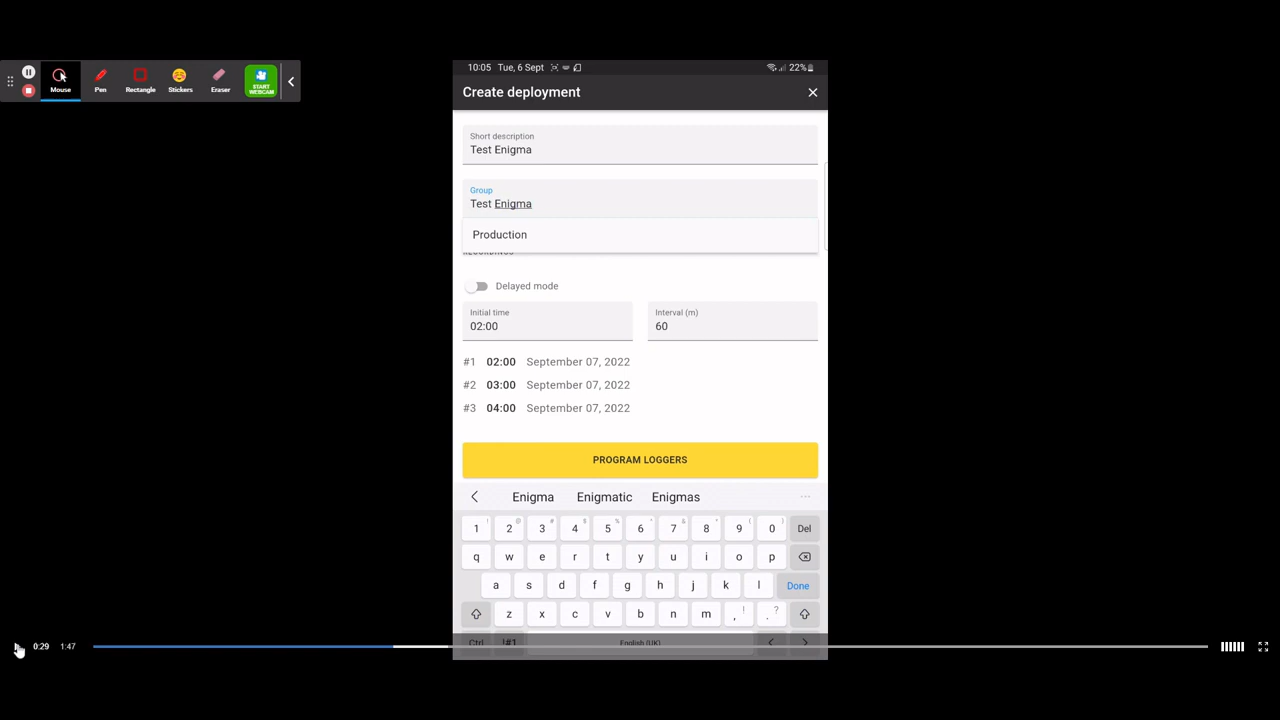 10:05 Tue, 6 Sept 22%
Mouse Pen Rectangle Stickers Eraser START WEBCAM
Create deployment
Short description
Test Enigma
Group
Test Enigma
Production
RECORDINGS
Delayed mode
Initial time Interval (m)
02:00 60
#1 02:00 September 07, 2022
#2 03:00 September 07, 2022
#3 04:00 September 07, 2022
PROGRAM LOGGERS
Enigma Enigmatic Enigmas ...
1 2 3 4 5 6 7 8 9 0 Del
q w e r t y u i o p
a s d f g h j k l Done
z x c v b n m , ! . ?
Ctrl !#1 English (UK) < >
0:29 1:47